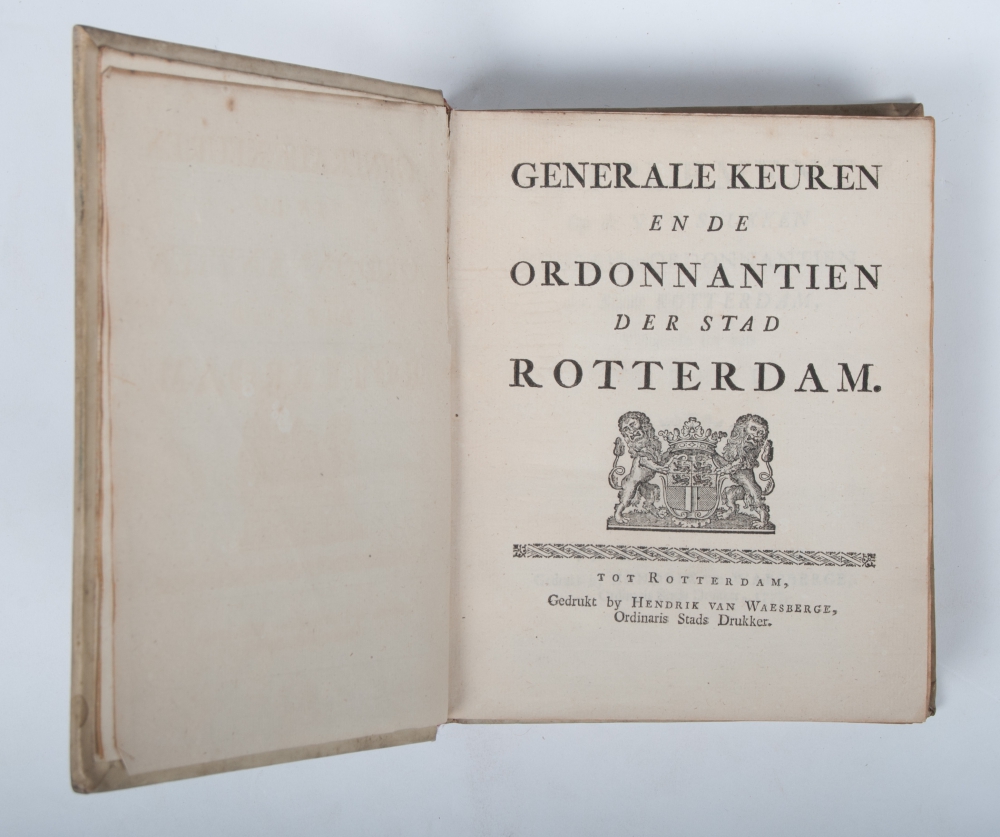 GENERALE KEUREN
EN DE
ORDONNANTIEN
DER STAD
ROTTERDAM.
TOT ROTTERDAM,
Gedrukt by HENDRIK VAN WAESBERGE,
Ordinaris Stads Drukker.